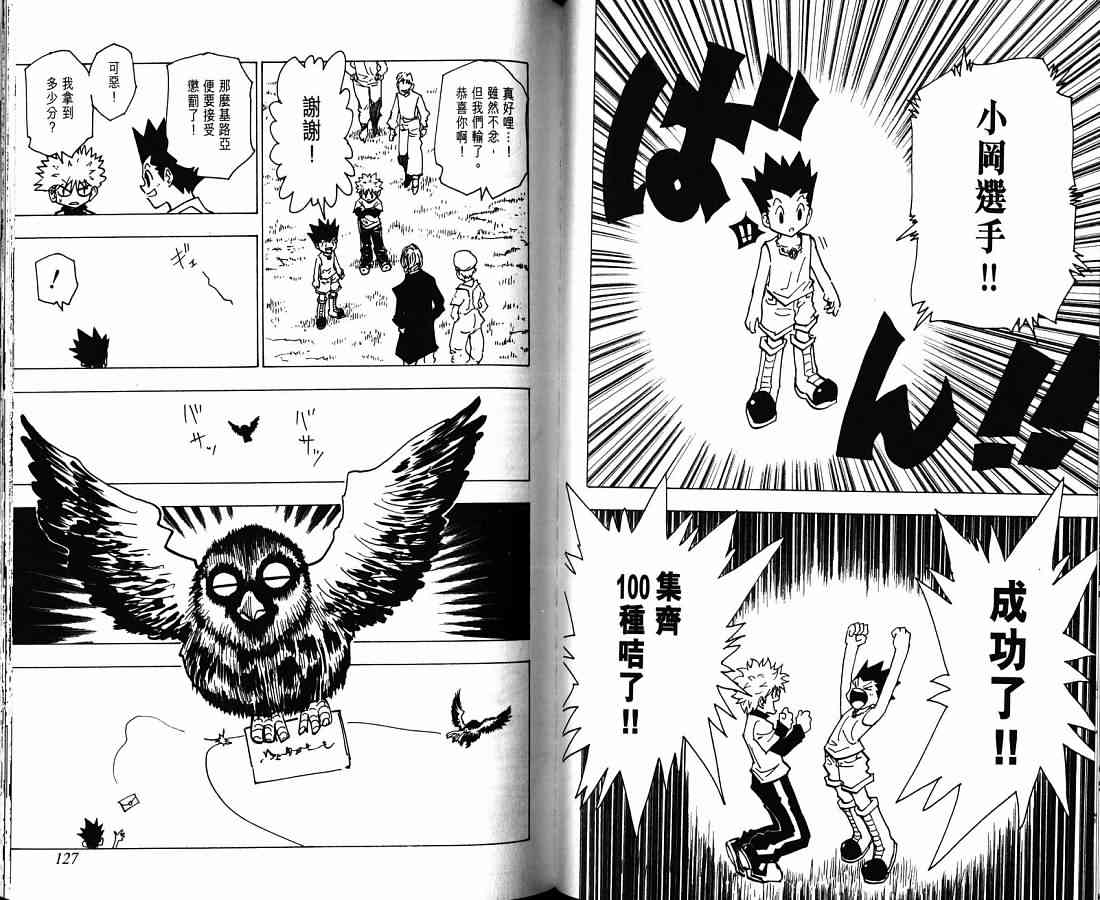 小岡選手!!
ば〝
ん!!
!!
成功了!!
集齊
100種咭了!!
真好哩…!
雖然不忿，
但我們輸了。
恭喜你啊!
謝謝!
那麼基路亞
便要接受
懲罰了!
可惡!
我拿到
多少分?
ギェ
!
バ
サッ
バ
サッ
127